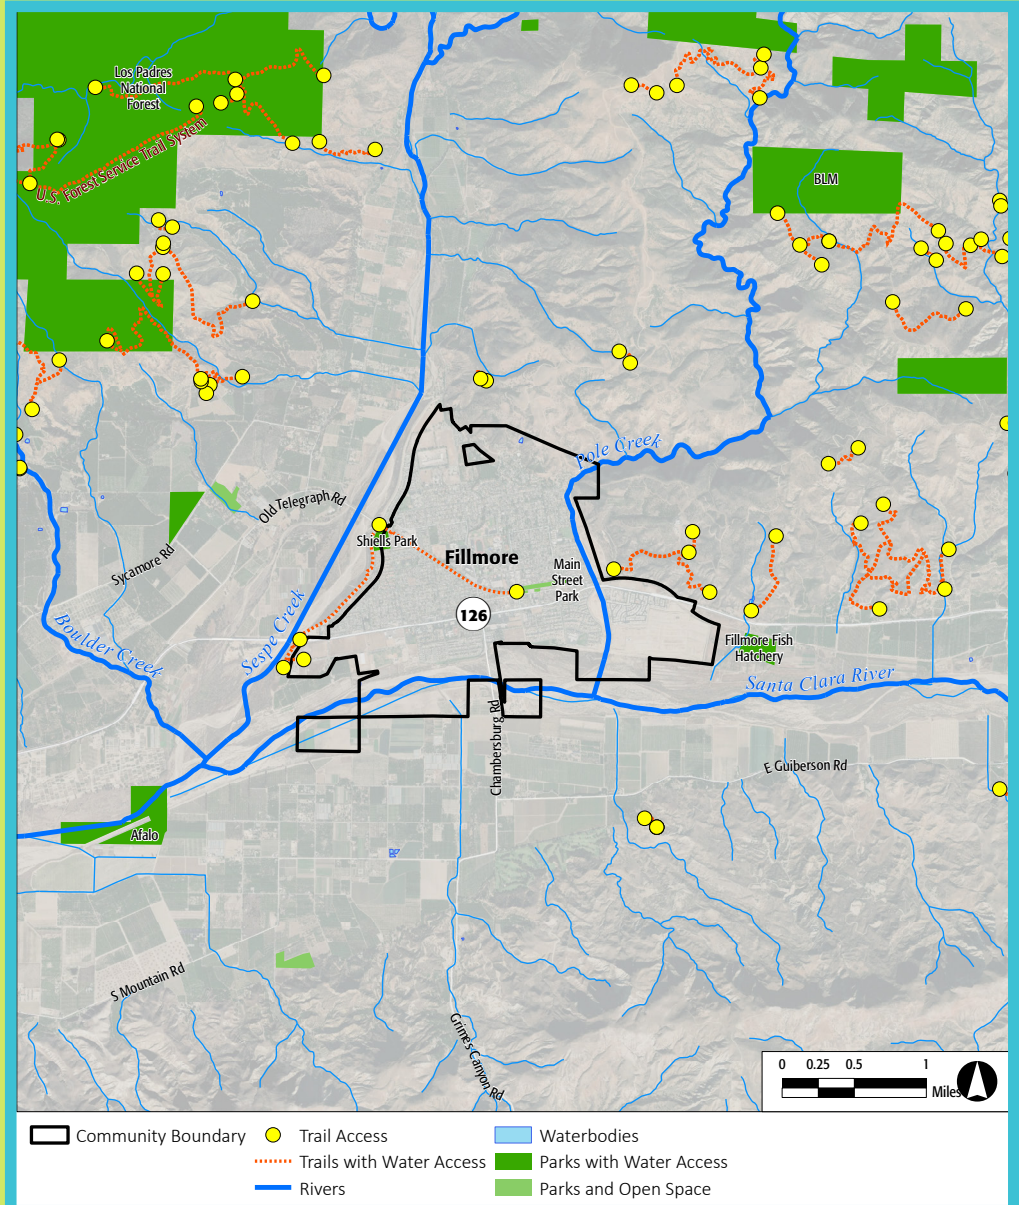 Los Padres
National
Forest
U.S. Forest Service Trail System
BLM
Pole Creek
Old Telegraph Rd
Sycamore Rd
Shiells Park
Fillmore
Main
Street
Park
126
Boulder Creek
Sespe Creek
Fillmore Fish
Hatchery
Santa Clara River
Chambersburg Rd
E Guiberson Rd
Afalo
S Mountain Rd
Grimes Canyon Rd
0 0.25 0.5 1
Miles
Community Boundary
Trail Access
Trails with Water Access
Rivers
Waterbodies
Parks with Water Access
Parks and Open Space